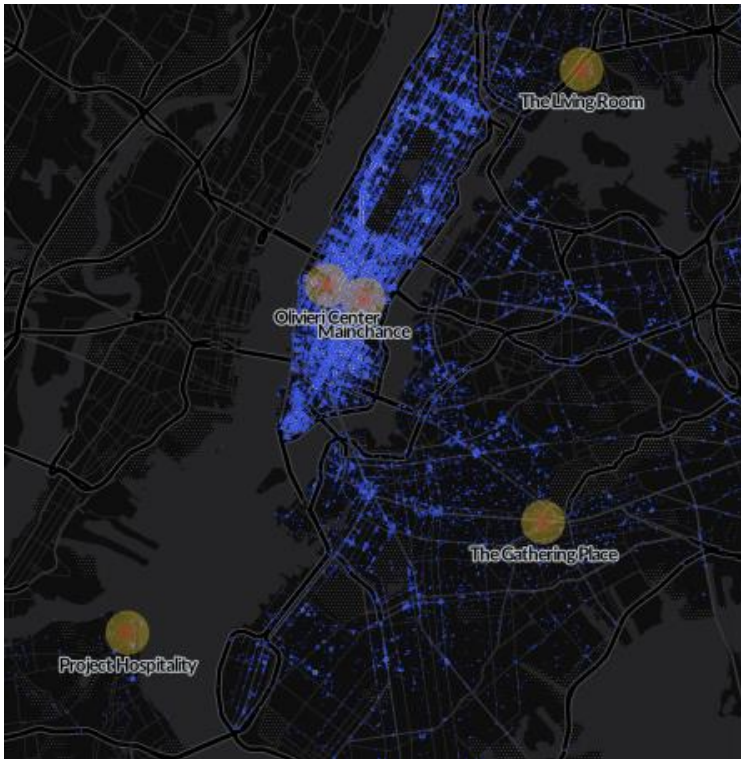 The Living Room
Olivieri Center
Mainchance
The Gathering Place
Project Hospitality